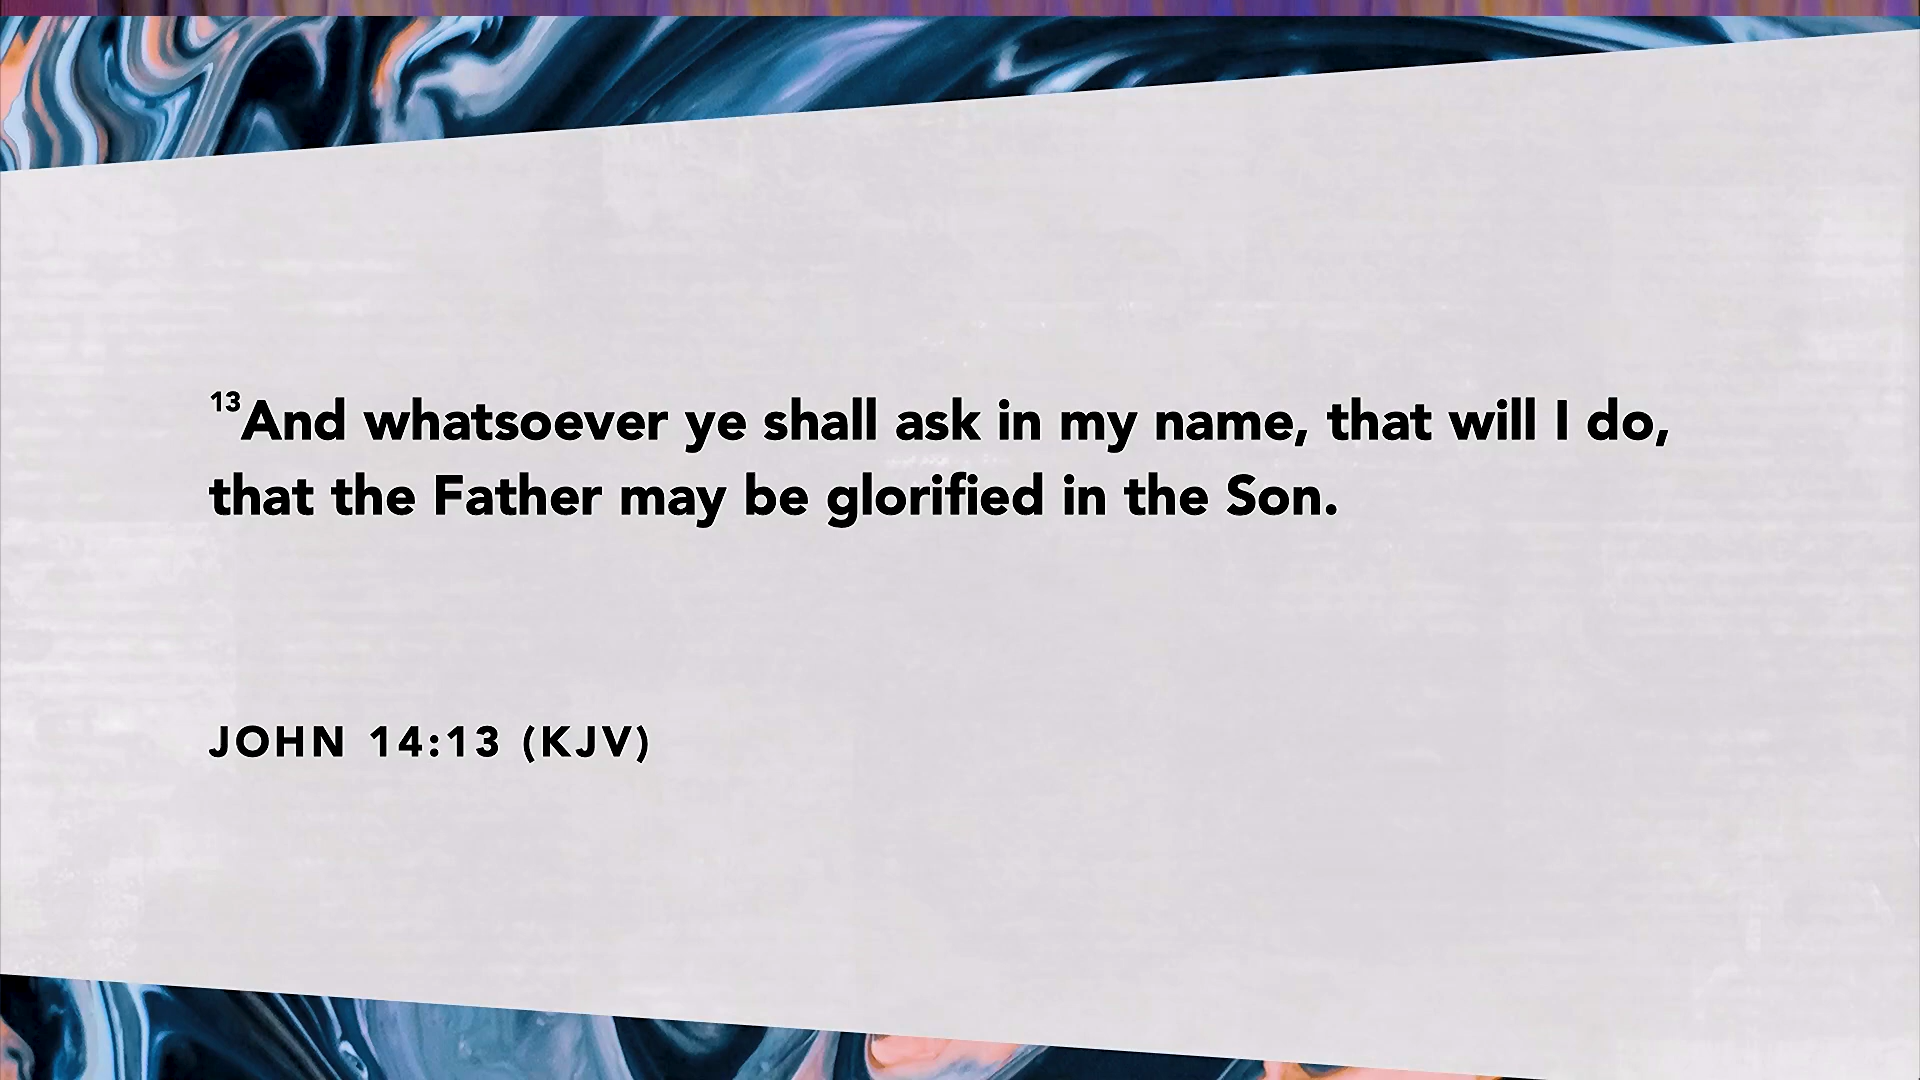 13And whatsoever ye shall ask in my name, that will I do,
that the Father may be glorified in the Son.
JOHN 14:13 (KJV)